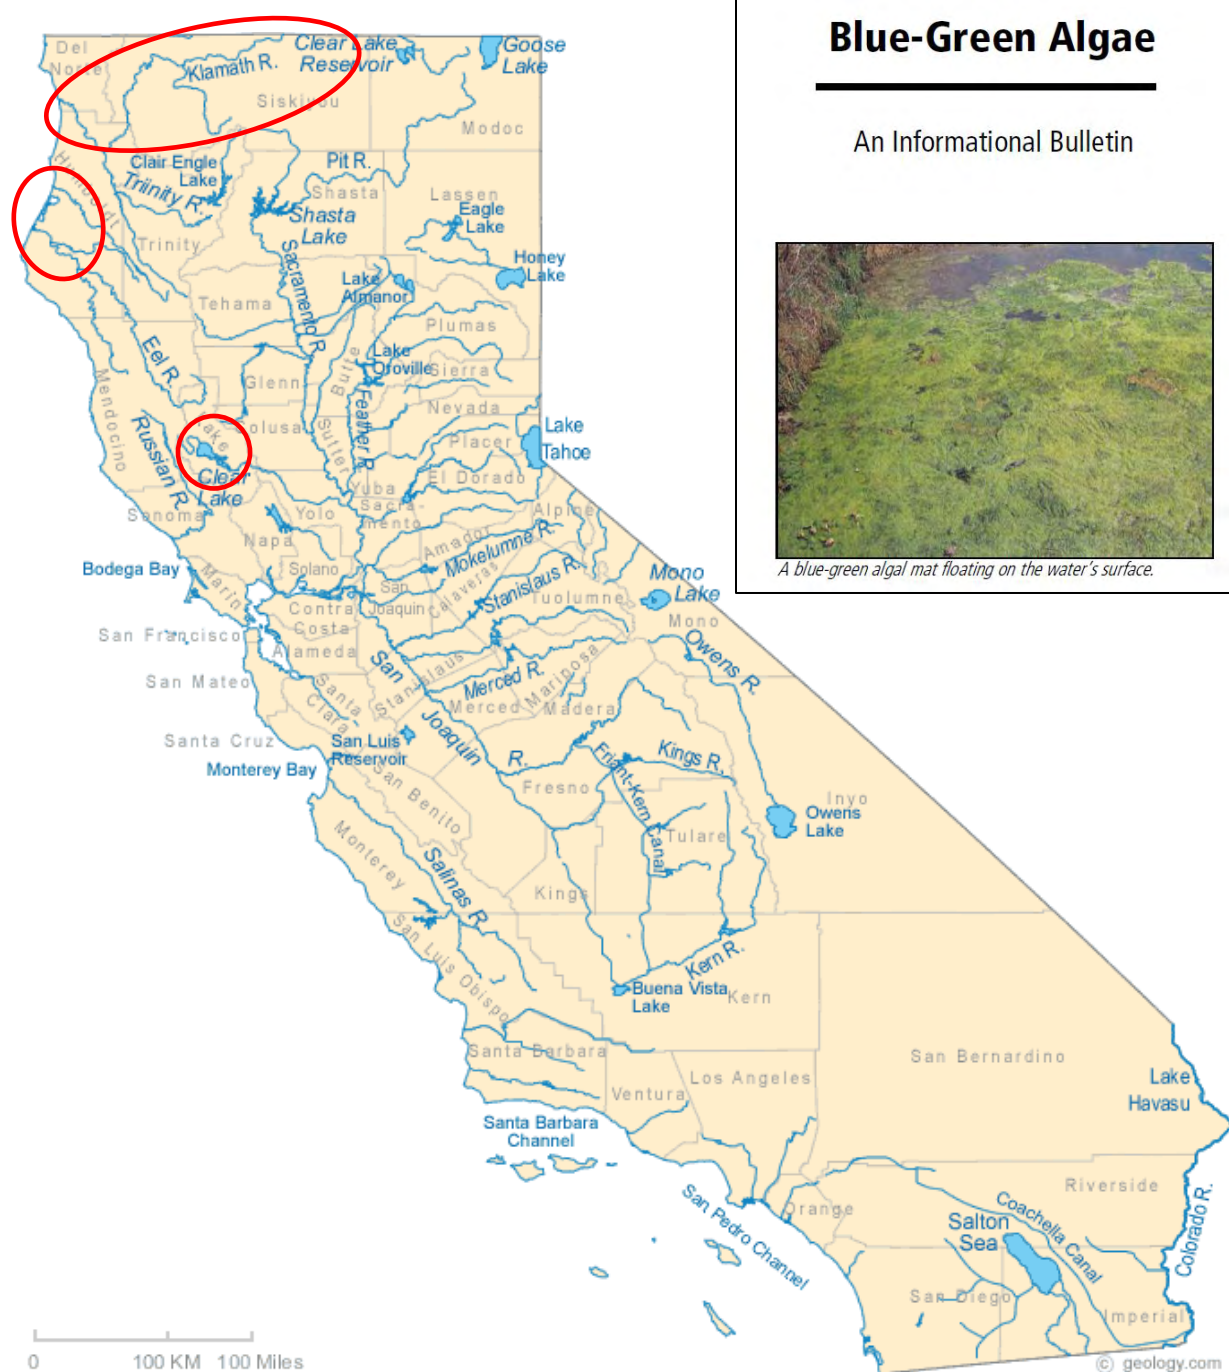 Blue-Green Algae
An Informational Bulletin
A blue-green algal mat floating on the water's surface.
Del
Norte
Klamath R.
Clear Lake
Reservoir
Goose
Lake
Siskiyou
Modoc
Humboldt
Clair Engle
Lake
Triinity R.
Pit R.
Shasta
Shasta
Lake
Lassen
Eagle
Lake
Trinity
Honey
Lake
Sacramento R.
Lake
Almanor
Tehama
Plumas
Eel R.
Lake
Oroville
Butte
Sierra
Glenn
Mendocino
Feather R.
Nevada
Lake
Colusa
Sutter
Placer
Lake
Tahoe
Russian R.
Clear
Lake
El Dorado
Yuba
Sonoma
Yolo
Sacra-
mento
Alpine
Napa
Amador
Mokelumne R.
Bodega Bay
Marin
Solano
Calaveras
Stanislaus R.
Mono
Lake
San
Joaquin
Tuolumne
Contra
Costa
Mono
San Francisco
Alameda
Owens R.
San Mateo
Santa
Clara
Stanislaus
Merced R.
Mariposa
San
Joaquin
R.
Merced
Madera
Santa Cruz
San Luis
Reservoir
Monterey Bay
Kings R.
Friant-Kern Canal
San Benito
Fresno
Inyo
Owens
Lake
Monterey
Tulare
Salinas R.
Kings
San Luis Obispo
Kern R.
Buena Vista
Lake
Kern
Santa Barbara
San Bernardino
Los Angeles
Ventura
Lake
Havasu
Santa Barbara
Channel
San Pedro Channel
Orange
Riverside
Coachella Canal
Colorado R.
Salton
Sea
San Diego
Imperial
0
100 KM
100 Miles
© geology.com